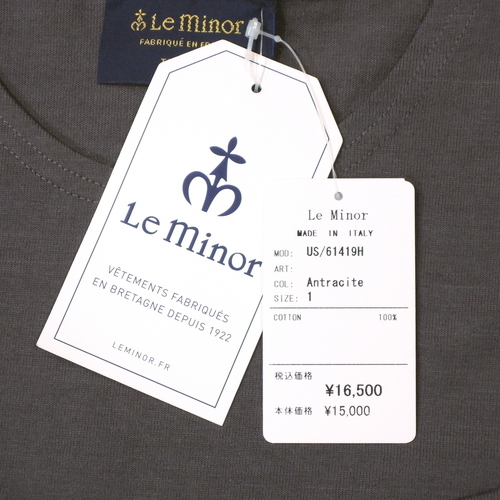 Le Minor
FABRIQUÉ EN FR
Le Minor
VÊTEMENTS FABRIQUÉS
EN BRETAGNE DEPUIS 1922
LEMINOR.FR
Le Minor
MADE IN ITALY
MOD: US/61419H
ART:
COL: Antracite
SIZE: 1
COTTON 100%
税込価格
¥16,500
本体価格 ¥15,000